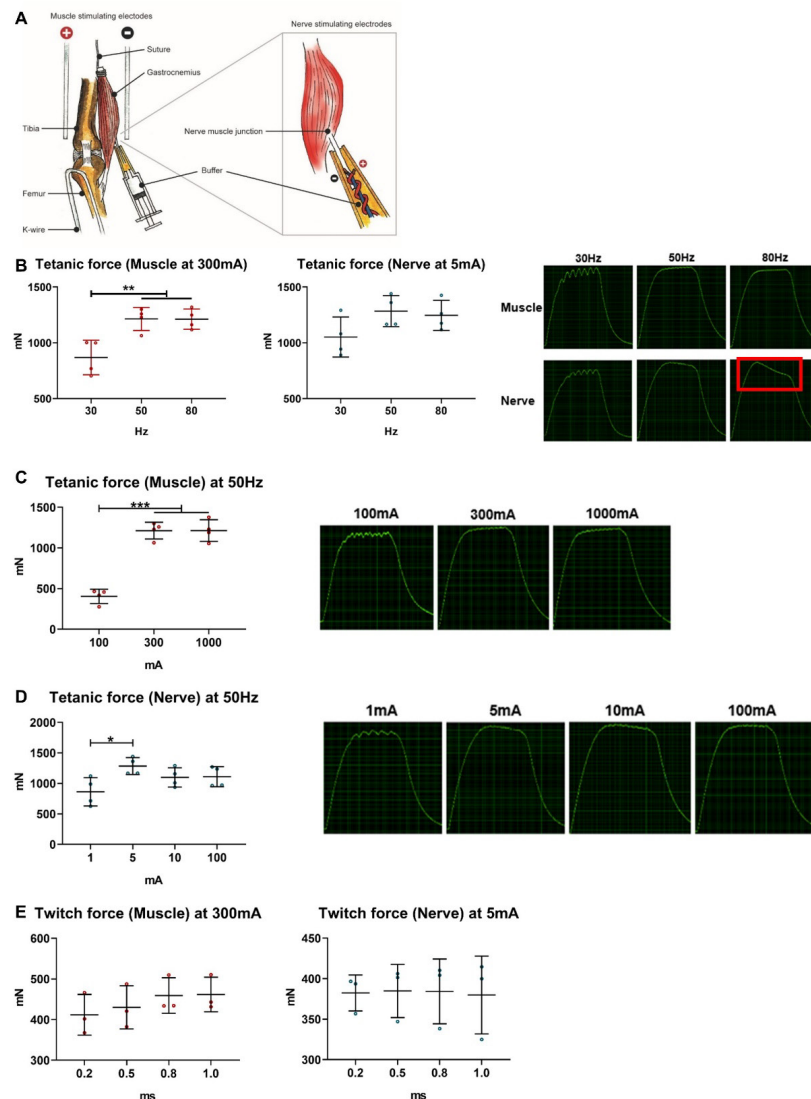 A
Muscle stimulating electodes
Nerve stimulating electrodes
Suture
Gastrocnemius
Tibia
Nerve muscle junction
Buffer
Femur
K-wire
B
Tetanic force (Muscle at 300mA)
Tetanic force (Nerve at 5mA)
30Hz
50Hz
80Hz
1500
**
1500
Muscle
mN
1000
mN
1000
500
500
Nerve
30
50
80
30
50
80
Hz
Hz
C
Tetanic force (Muscle) at 50Hz
1500
***
100mA
300mA
1000mA
mN
1000
500
0
100
300
1000
mA
D
Tetanic force (Nerve) at 50Hz
2000
1mA
5mA
10mA
100mA
1500
*
mN
1000
500
0
1
5
10
100
mA
E
Twitch force (Muscle) at 300mA
Twitch force (Nerve) at 5mA
600
450
mN
500
mN
400
400
350
300
300
0.2
0.5
0.8
1.0
0.2
0.5
0.8
1.0
ms
ms